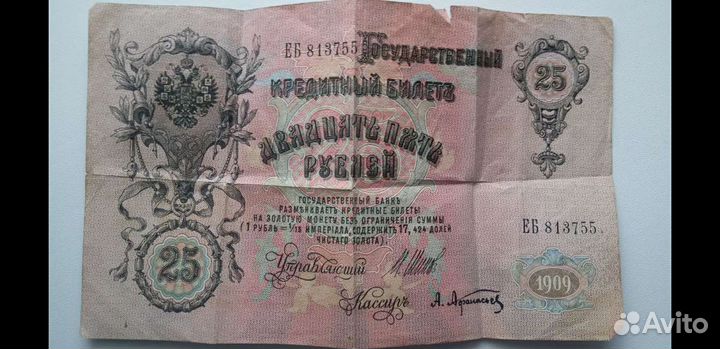 ЕБ 813755 Государственный
Кредитный Билетъ
Двадцать пять
Рублей
Государственный Банкъ
размѣниваетъ кредитные билеты
на золотую монету безъ ограниченія суммы
(1 рубль = 1/15 имперіала, содержитъ 17,424 долей
чистаго золота).
Управляющій И. Шипов
Кассиръ А. Афанасьев
25
25
ЕБ 813755.
1909
Avito